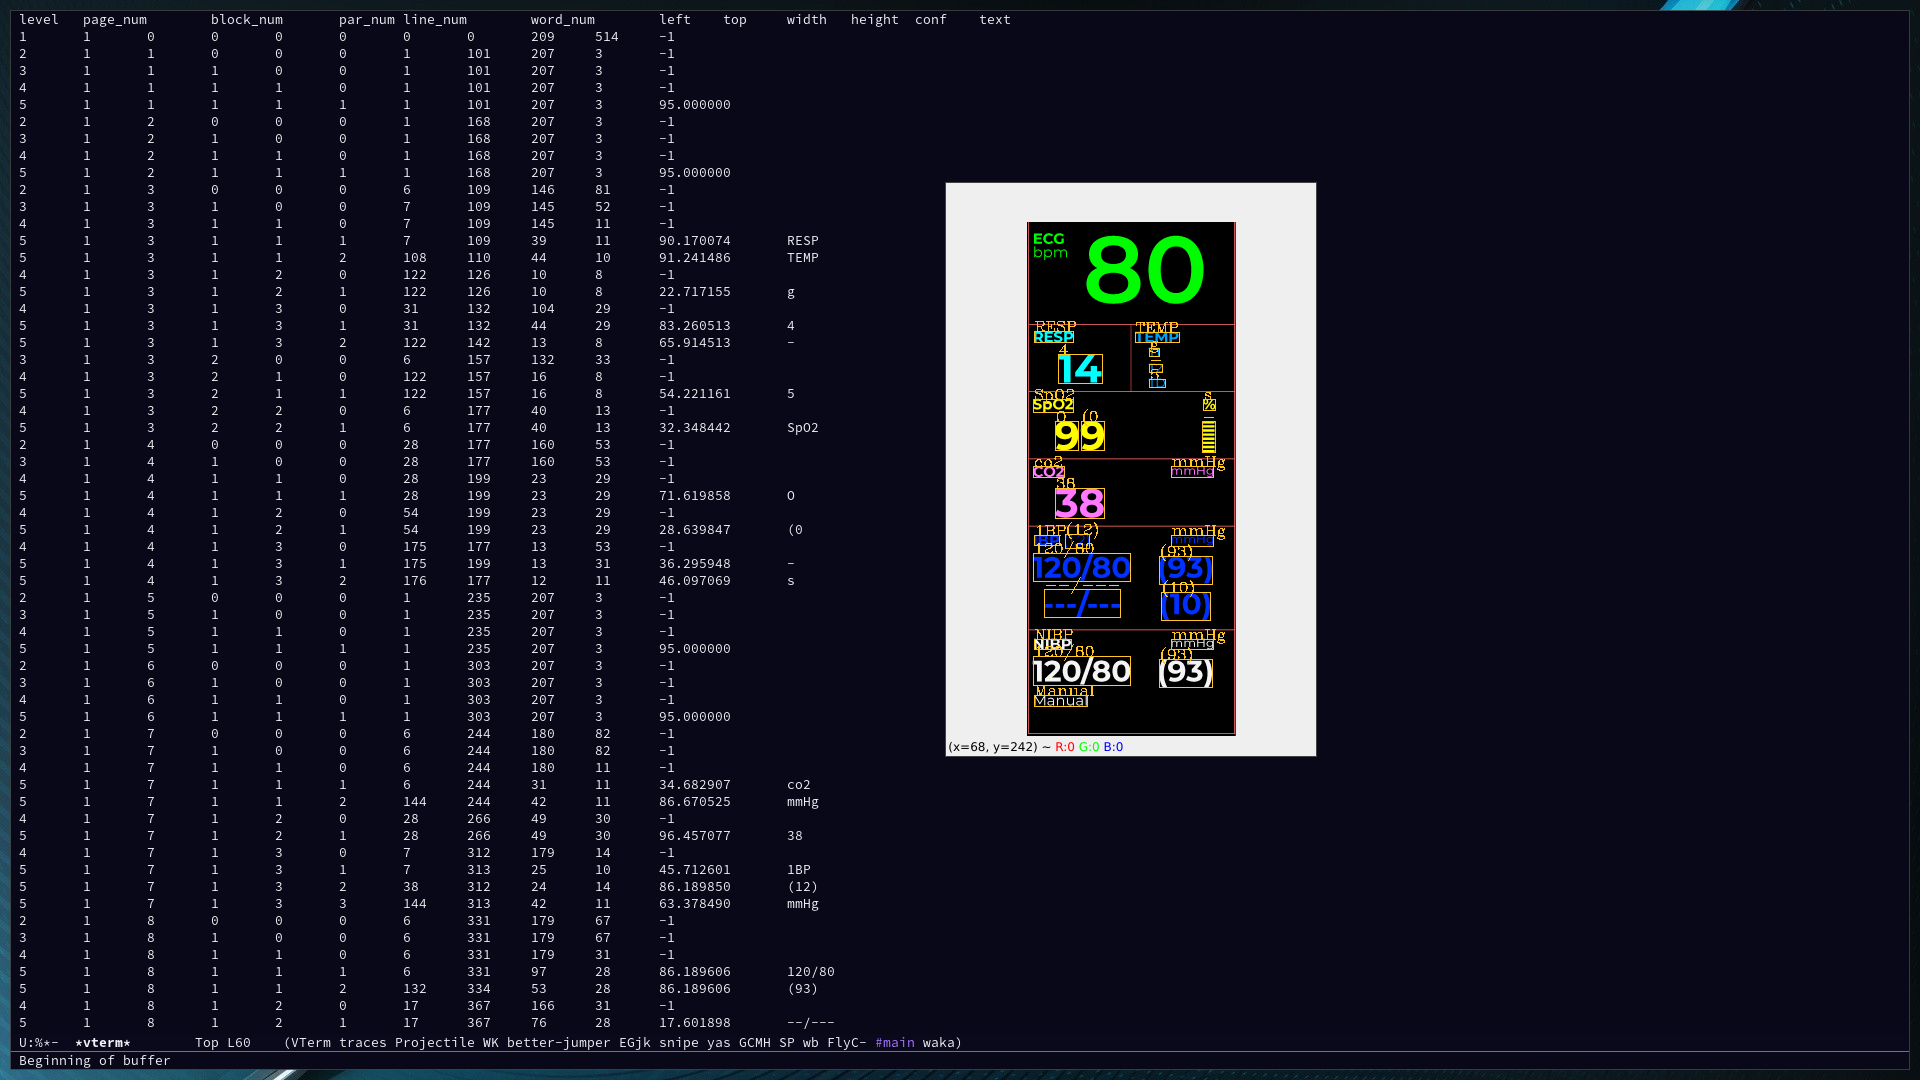 level page_num block_num par_num line_num word_num left top width height conf text
1 1 0 0 0 0 0 0 209 514 -1
2 1 1 0 0 0 1 101 207 3 -1
3 1 1 1 0 0 1 101 207 3 -1
4 1 1 1 1 0 1 101 207 3 -1
5 1 1 1 1 1 1 101 207 3 95.000000
2 1 2 0 0 0 1 168 207 3 -1
3 1 2 1 0 0 1 168 207 3 -1
4 1 2 1 1 0 1 168 207 3 -1
5 1 2 1 1 1 1 168 207 3 95.000000
2 1 3 0 0 0 6 109 146 81 -1
3 1 3 1 0 0 7 109 145 52 -1
4 1 3 1 1 0 7 109 145 11 -1
5 1 3 1 1 1 7 109 39 11 90.170074 RESP
5 1 3 1 1 2 108 110 44 10 91.241486 TEMP
4 1 3 1 2 0 122 126 10 8 -1
5 1 3 1 2 1 122 126 10 8 22.717155 g
4 1 3 1 3 0 31 132 104 29 -1
5 1 3 1 3 1 31 132 44 29 83.260513 4
5 1 3 1 3 2 122 142 13 8 65.914513 -
3 1 3 2 0 0 6 157 132 33 -1
4 1 3 2 1 0 122 157 16 8 -1
5 1 3 2 1 1 122 157 16 8 54.221161 5
4 1 3 2 2 0 6 177 40 13 -1
5 1 3 2 2 1 6 177 40 13 32.348442 SpO2
2 1 4 0 0 0 28 177 160 53 -1
3 1 4 1 0 0 28 177 160 53 -1
4 1 4 1 1 0 28 199 23 29 -1
5 1 4 1 1 1 28 199 23 29 71.619858 O
4 1 4 1 2 0 54 199 23 29 -1
5 1 4 1 2 1 54 199 23 29 28.639847 (0
4 1 4 1 3 0 175 177 13 53 -1
5 1 4 1 3 1 175 199 13 31 36.295948 -
5 1 4 1 3 2 176 177 12 11 46.097069 s
2 1 5 0 0 0 1 235 207 3 -1
3 1 5 1 0 0 1 235 207 3 -1
4 1 5 1 1 0 1 235 207 3 -1
5 1 5 1 1 1 1 235 207 3 95.000000
2 1 6 0 0 0 1 303 207 3 -1
3 1 6 1 0 0 1 303 207 3 -1
4 1 6 1 1 0 1 303 207 3 -1
5 1 6 1 1 1 1 303 207 3 95.000000
2 1 7 0 0 0 6 244 180 82 -1
3 1 7 1 0 0 6 244 180 82 -1
4 1 7 1 1 0 6 244 180 11 -1
5 1 7 1 1 1 6 244 31 11 34.682907 co2
5 1 7 1 1 2 144 244 42 11 86.670525 mmHg
4 1 7 1 2 0 28 266 49 30 -1
5 1 7 1 2 1 28 266 49 30 96.457077 38
4 1 7 1 3 0 7 312 179 14 -1
5 1 7 1 3 1 7 313 25 10 45.712601 1BP
5 1 7 1 3 2 38 312 24 14 86.189850 (12)
5 1 7 1 3 3 144 313 42 11 63.378490 mmHg
2 1 8 0 0 0 6 331 179 67 -1
3 1 8 1 0 0 6 331 179 67 -1
4 1 8 1 1 0 6 331 179 31 -1
5 1 8 1 1 1 6 331 97 28 86.189606 120/80
5 1 8 1 1 2 132 334 53 28 86.189606 (93)
4 1 8 1 2 0 17 367 166 31 -1
5 1 8 1 2 1 17 367 76 28 17.601898 --/---
U:%*- *vterm* Top L60 (VTerm traces Projectile WK better-jumper EGjk snipe yas GCMH SP wb FlyC- #main waka)
Beginning of buffer
ECG
bpm
80
RESP TEMP
RESP TEMP
4
14
SpO2 s
SpO2 %
O (0
99
co2 mmHg
CO2 mmHg
38
38
1BP(12) mmHg
mmHg
120/80 (93)
120/80 (93)
--/--- (10)
---/--- (10)
NIBP mmHg
NIBP mmHg
120/80 (93)
120/80 (93)
Manual
Manual
(x=68, y=242) ~ R:0 G:0 B:0